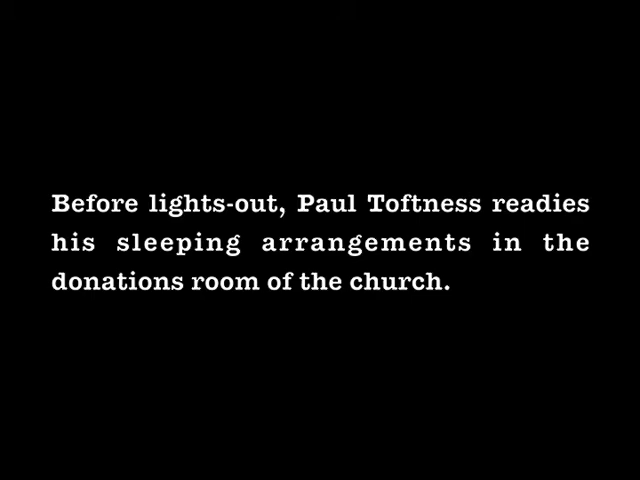 Before lights-out, Paul Toftness readies
his sleeping arrangements in the
donations room of the church.